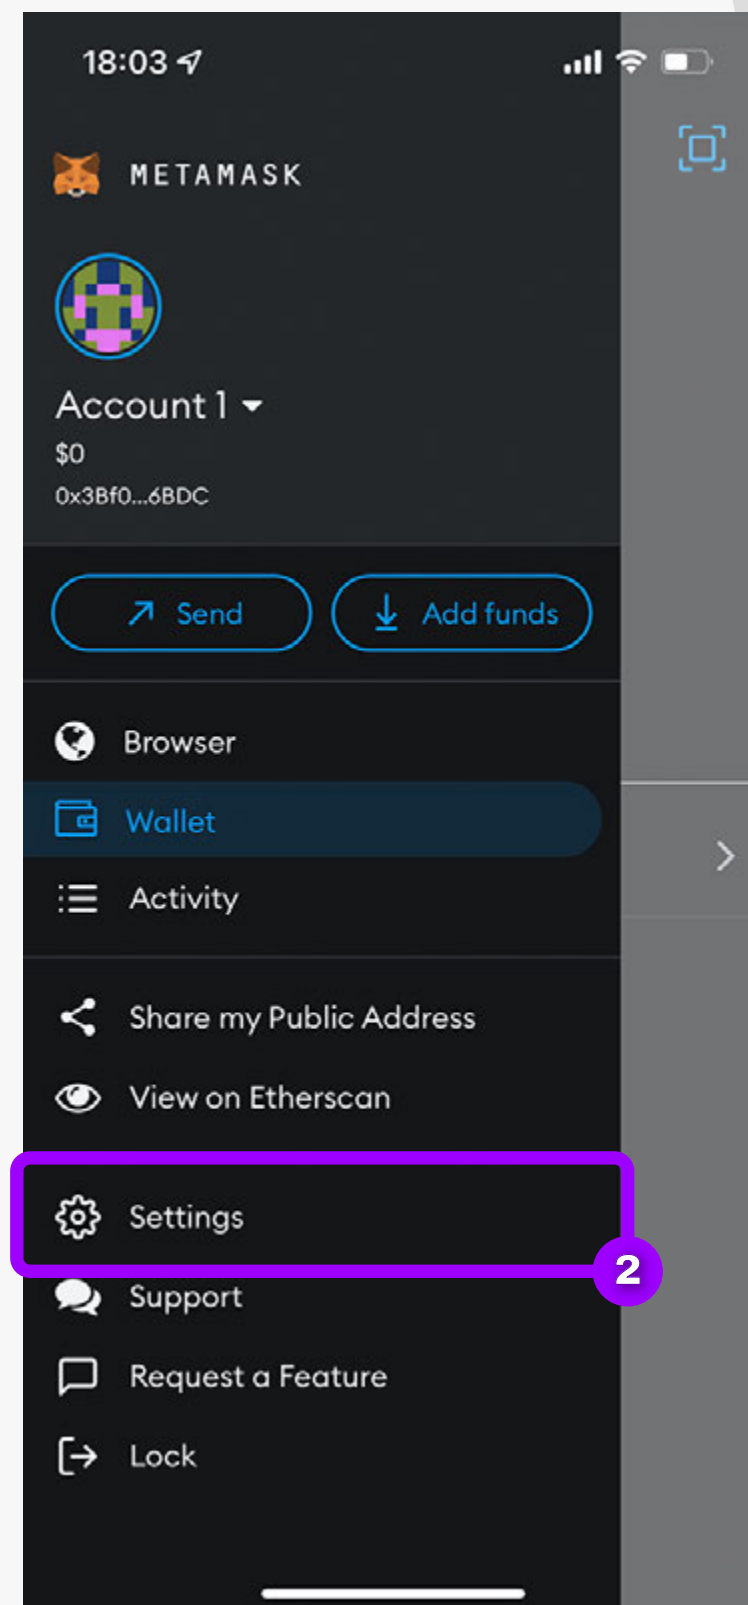 18:03
METAMASK
Account 1
$0
0x3Bf0...6BDC
Send
Add funds
Browser
Wallet
Activity
Share my Public Address
View on Etherscan
Settings
2
Support
Request a Feature
Lock